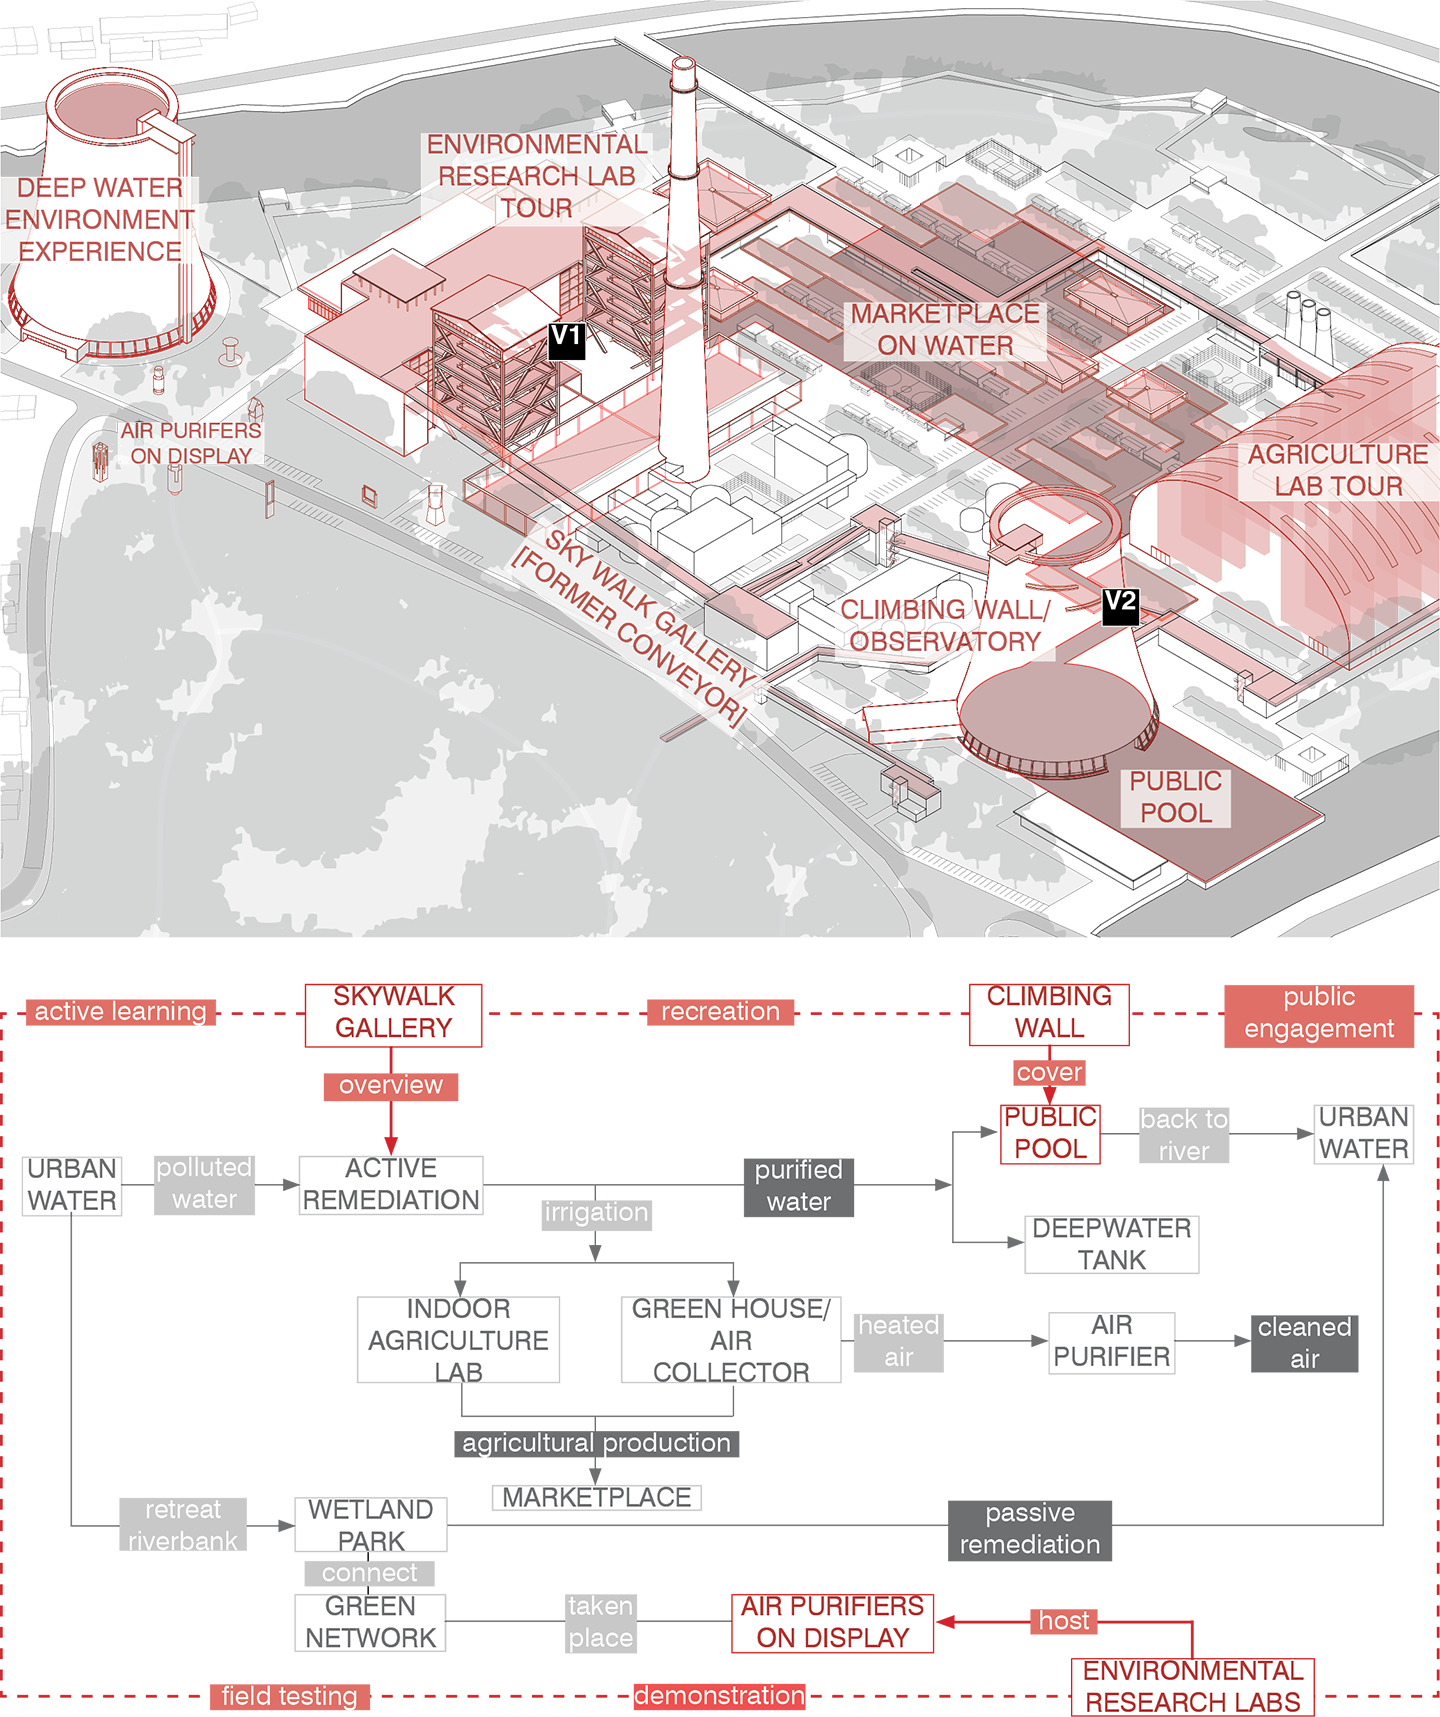 DEEP WATER
ENVIRONMENT
EXPERIENCE
ENVIRONMENTAL
RESEARCH LAB
TOUR
V1
MARKETPLACE
ON WATER
AIR PURIFERS
ON DISPLAY
AGRICULTURE
LAB TOUR
SKY WALK GALLERY
[FORMER CONVEYOR]
CLIMBING WALL/
OBSERVATORY
V2
PUBLIC
POOL
active learning
SKYWALK
GALLERY
recreation
CLIMBING
WALL
public
engagement
overview
cover
URBAN
WATER
polluted
water
ACTIVE
REMEDIATION
irrigation
purified
water
PUBLIC
POOL
back to
river
URBAN
WATER
DEEPWATER
TANK
INDOOR
AGRICULTURE
LAB
GREEN HOUSE/
AIR
COLLECTOR
heated
air
AIR
PURIFIER
cleaned
air
agricultural production
MARKETPLACE
retreat
riverbank
WETLAND
PARK
passive
remediation
connect
GREEN
NETWORK
taken
place
AIR PURIFIERS
ON DISPLAY
host
ENVIRONMENTAL
RESEARCH LABS
field testing
demonstration